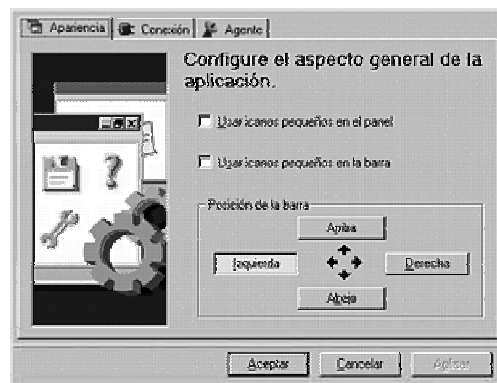 Apariencia
Conexión
Agente
Configure el aspecto general de la
aplicación.
Usar iconos pequeños en el panel
Usar iconos pequeños en la barra
Posición de la barra
Arriba
Izquierda
Derecha
Abajo
Aceptar
Cancelar
Aplicar